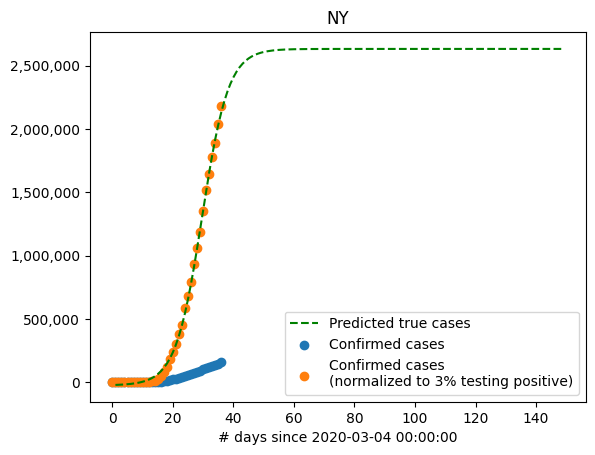 NY
2,500,000
2,000,000
1,500,000
1,000,000
500,000
0
Predicted true cases
Confirmed cases
Confirmed cases
(normalized to 3% testing positive)
0 20 40 60 80 100 120 140
# days since 2020-03-04 00:00:00